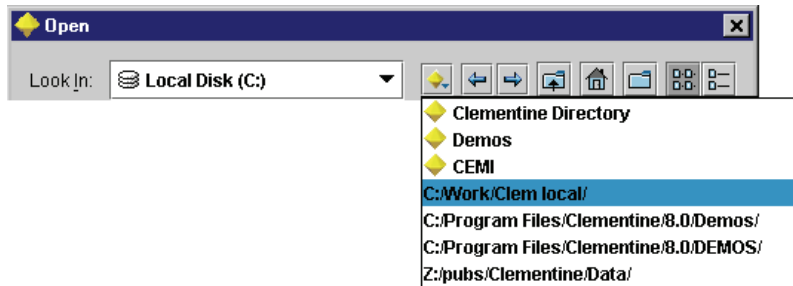 Open
Look In: Local Disk (C:)
Clementine Directory
Demos
CEMI
C:/Work/Clem local/
C:/Program Files/Clementine/8.0/Demos/
C:/Program Files/Clementine/8.0/DEMOS/
Z:/pubs/Clementine/Data/